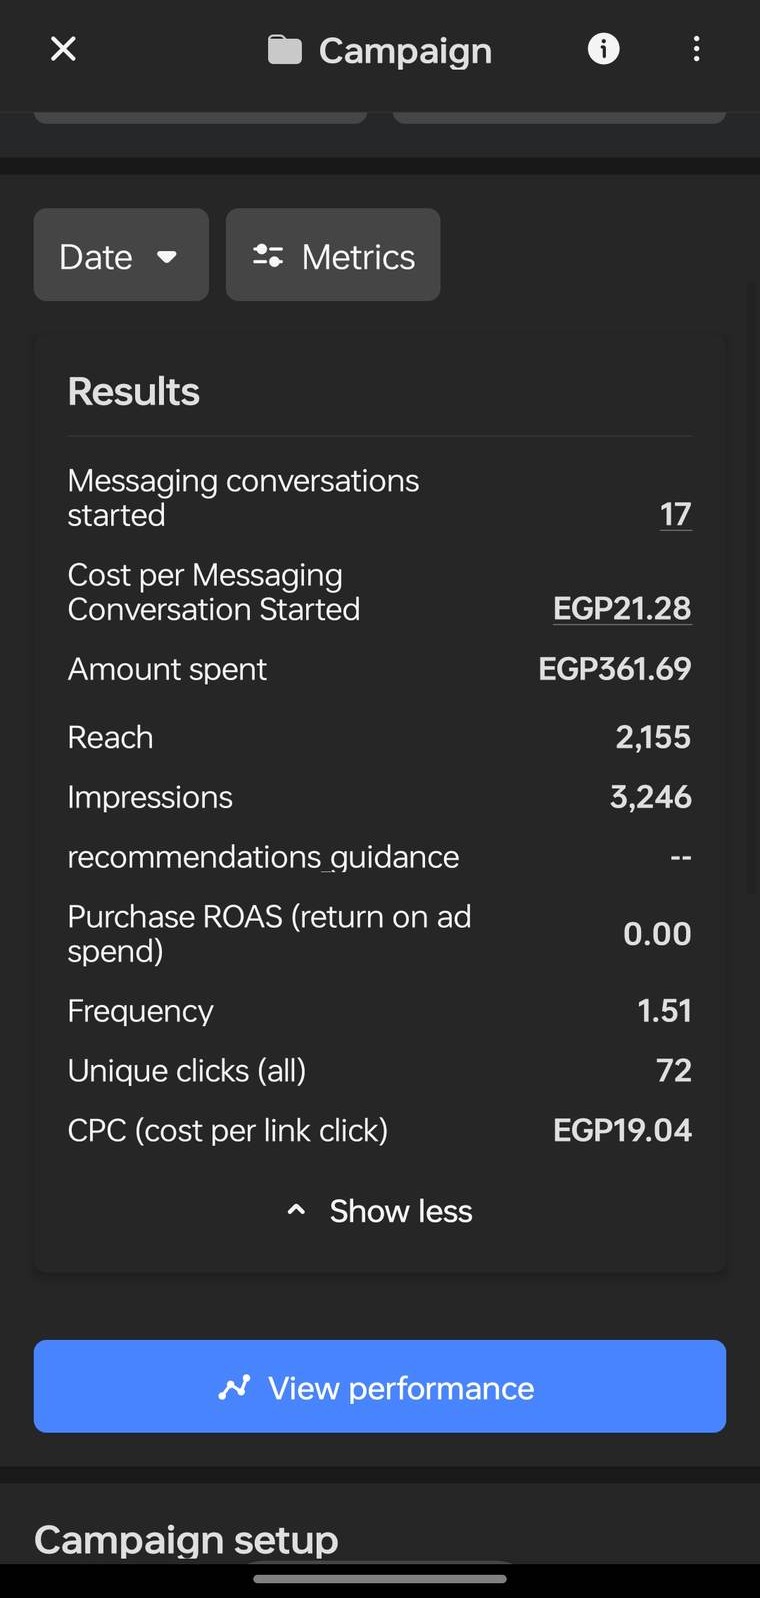 Campaign
Date
Metrics
Results
Messaging conversations
started
17
Cost per Messaging
Conversation Started
EGP21.28
Amount spent
EGP361.69
Reach
2,155
Impressions
3,246
recommendations_guidance
--
Purchase ROAS (return on ad
spend)
0.00
Frequency
1.51
Unique clicks (all)
72
CPC (cost per link click)
EGP19.04
Show less
View performance
Campaign setup